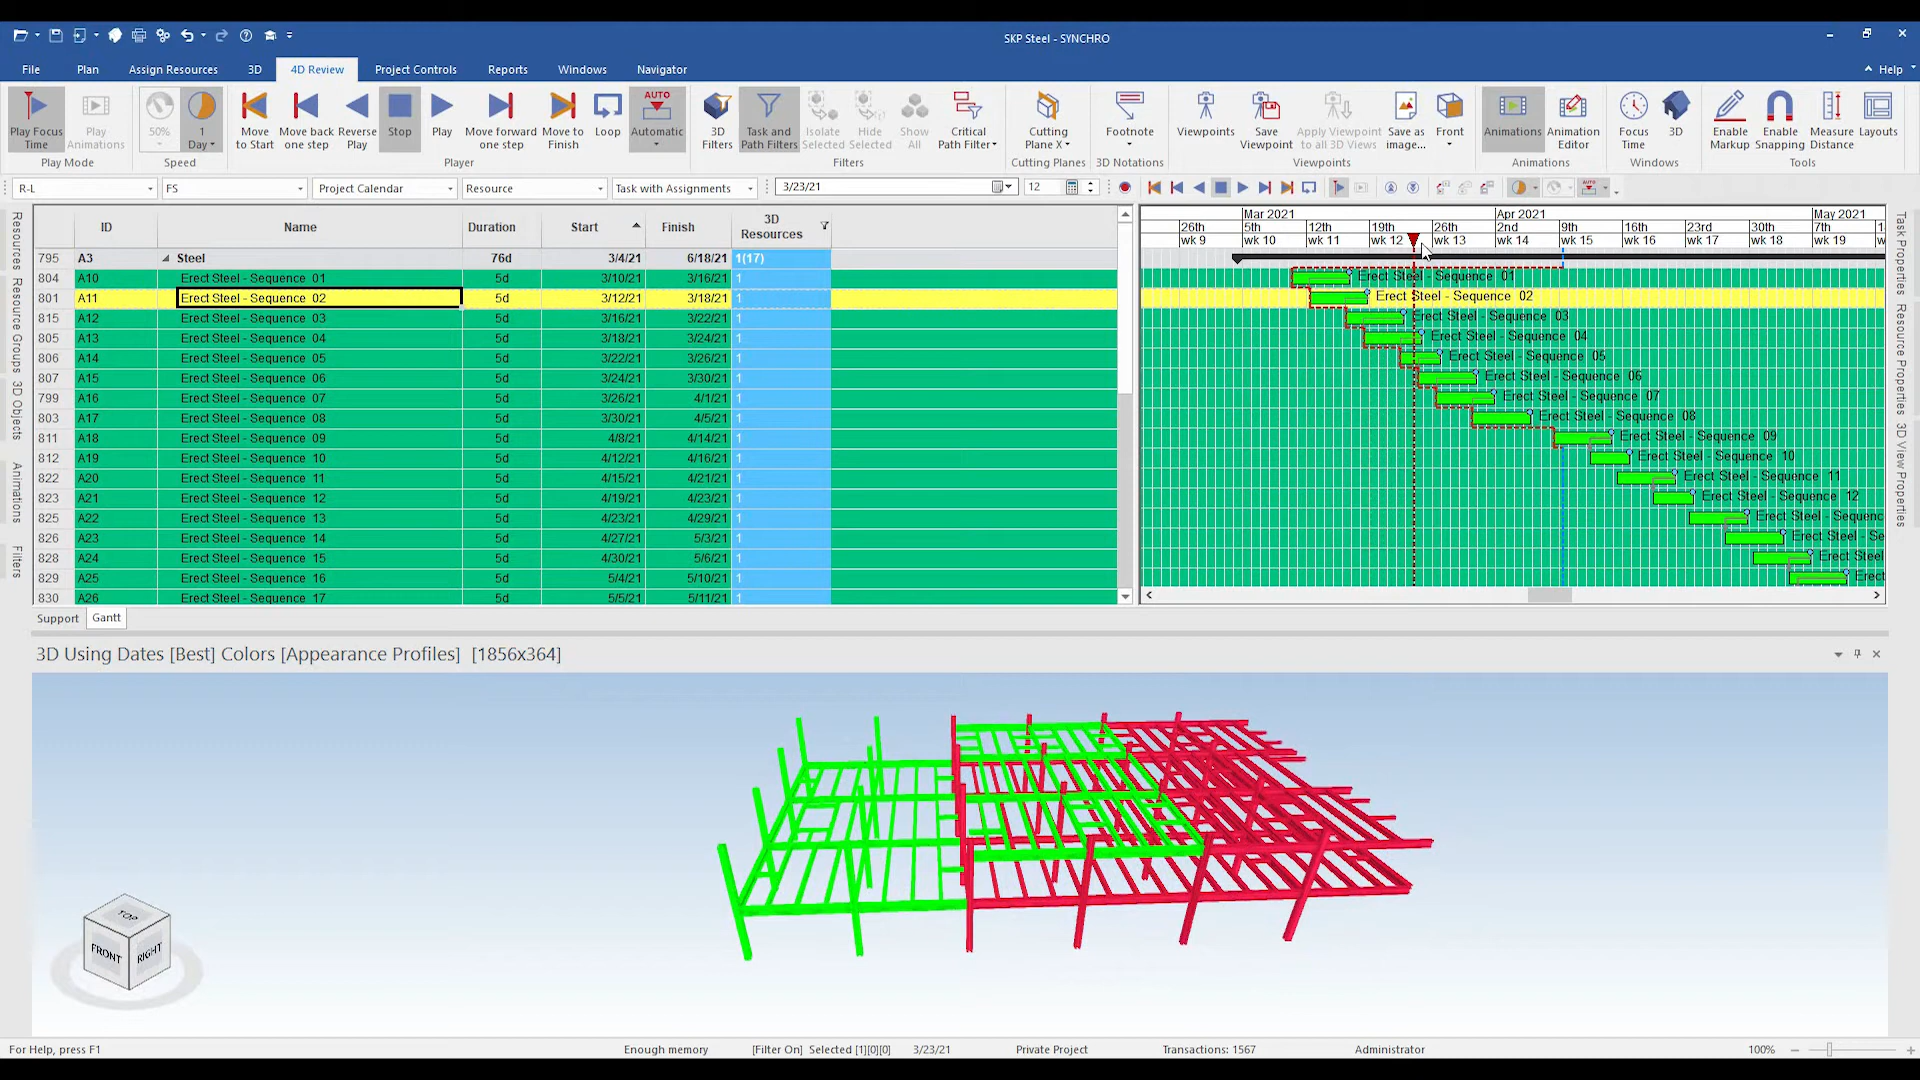 SKP Steel - SYNCHRO
File Plan Assign Resources 3D 4D Review Project Controls Reports Windows Navigator Help
Play Focus Time Play Animations 50% 1 Day Move to Start Move back one step Reverse Play Stop Play Move forward one step Move to Finish Loop AUTO Automatic 3D Filters Task and Path Filters Isolate Selected Hide Selected Show All Critical Path Filter Cutting Plane X Footnote Viewpoints Save Viewpoint Apply Viewpoint to all 3D Views Save as image... Front Animations Animation Editor Focus Time 3D Enable Markup Enable Snapping Measure Distance Layouts
Play Mode Speed Player Filters Cutting Planes 3D Notations Viewpoints Animations Windows Tools
R-L FS Project Calendar Resource Task with Assignments 3/23/21 12
ID Name Duration Start Finish 3D Resources
Mar 2021 Apr 2021 May 2021
26th 5th 12th 19th 26th 2nd 9th 16th 23rd 30th 7th
wk 9 wk 10 wk 11 wk 12 wk 13 wk 14 wk 15 wk 16 wk 17 wk 18 wk 19
795 A3 Steel 76d 3/4/21 6/18/21 1(17)
804 A10 Erect Steel - Sequence 01 5d 3/10/21 3/16/21 1 Erect Steel - Sequence 01
801 A11 Erect Steel - Sequence 02 5d 3/12/21 3/18/21 1 Erect Steel - Sequence 02
815 A12 Erect Steel - Sequence 03 5d 3/16/21 3/22/21 1 Erect Steel - Sequence 03
805 A13 Erect Steel - Sequence 04 5d 3/18/21 3/24/21 1 Erect Steel - Sequence 04
806 A14 Erect Steel - Sequence 05 5d 3/22/21 3/26/21 1 Erect Steel - Sequence 05
807 A15 Erect Steel - Sequence 06 5d 3/24/21 3/30/21 1 Erect Steel - Sequence 06
799 A16 Erect Steel - Sequence 07 5d 3/26/21 4/1/21 1 Erect Steel - Sequence 07
803 A17 Erect Steel - Sequence 08 5d 3/30/21 4/5/21 1 Erect Steel - Sequence 08
811 A18 Erect Steel - Sequence 09 5d 4/8/21 4/14/21 1 Erect Steel - Sequence 09
812 A19 Erect Steel - Sequence 10 5d 4/12/21 4/16/21 1 Erect Steel - Sequence 10
822 A20 Erect Steel - Sequence 11 5d 4/15/21 4/21/21 1 Erect Steel - Sequence 11
823 A21 Erect Steel - Sequence 12 5d 4/19/21 4/23/21 1 Erect Steel - Sequence 12
825 A22 Erect Steel - Sequence 13 5d 4/23/21 4/29/21 1 Erect Steel - Sequenc
826 A23 Erect Steel - Sequence 14 5d 4/27/21 5/3/21 1 Erect Steel - Se
828 A24 Erect Steel - Sequence 15 5d 4/30/21 5/6/21 1 Erect Steel
829 A25 Erect Steel - Sequence 16 5d 5/4/21 5/10/21 1 Erect
830 A26 Erect Steel - Sequence 17 5d 5/5/21 5/11/21 1
Resources
Resource Groups
3D Objects
Animations
Filters
Task Properties
Resource Properties
3D View Properties
Support Gantt
3D Using Dates [Best] Colors [Appearance Profiles] [1856x364]
TOP
FRONT RIGHT
For Help, press F1 Enough memory [Filter On] Selected [1][0][0] 3/23/21 Private Project Transactions: 1567 Administrator 100%